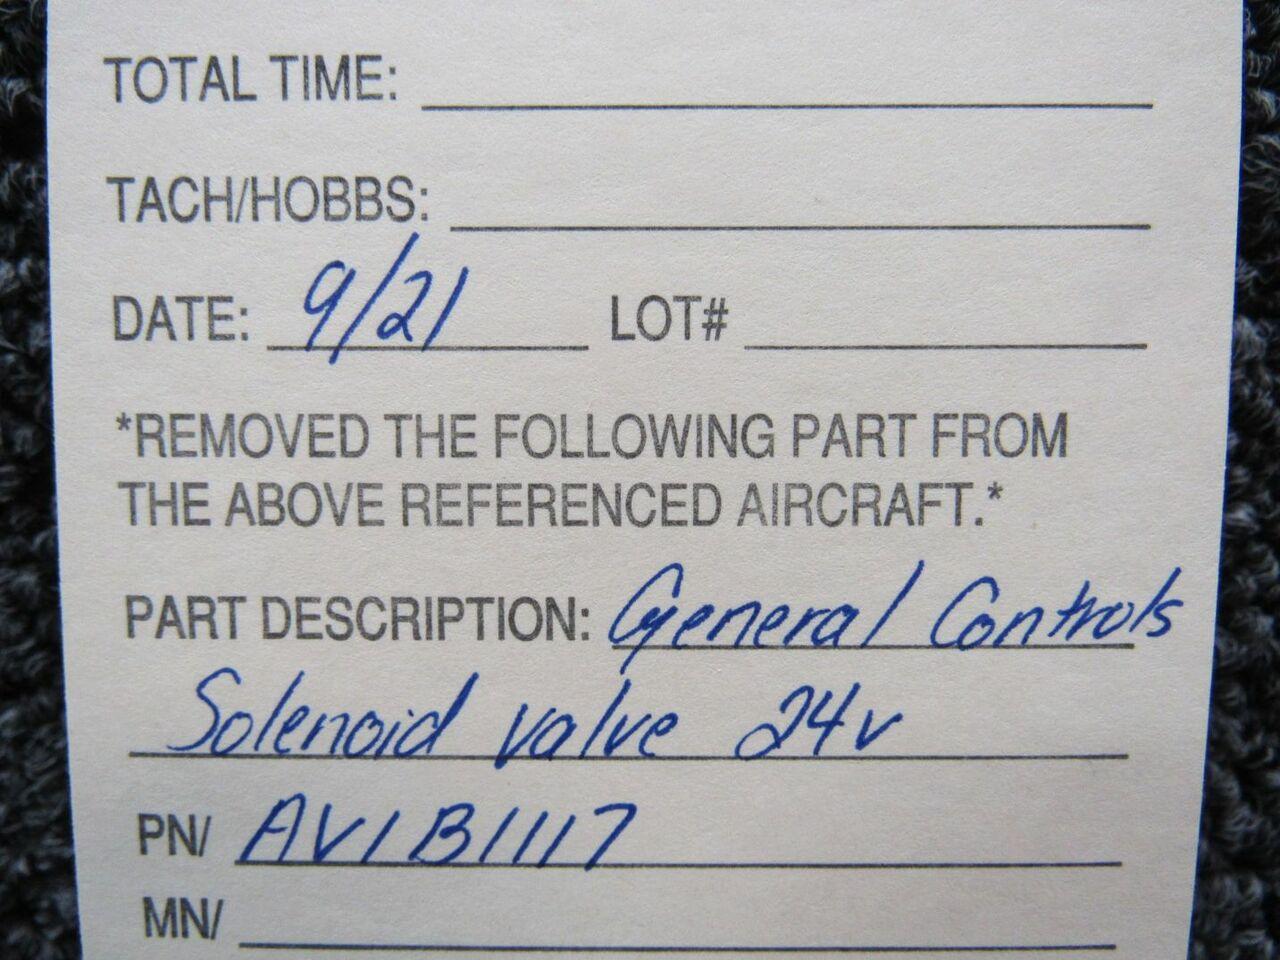 TOTAL TIME:
TACH/HOBBS:
DATE: 9/21 LOT#
*REMOVED THE FOLLOWING PART FROM
THE ABOVE REFERENCED AIRCRAFT.*
PART DESCRIPTION: General Controls
Solenoid valve 24v
PN/ AV1B1117
MN/